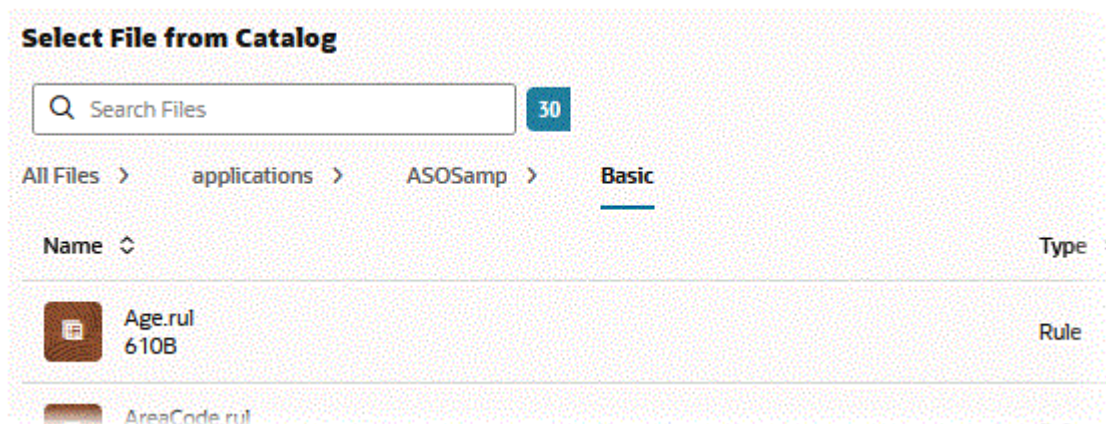 Select File from Catalog
Search Files 30
All Files > applications > ASOSamp > Basic
Name Type
Age.rul Rule
610B
AreaCode.rul